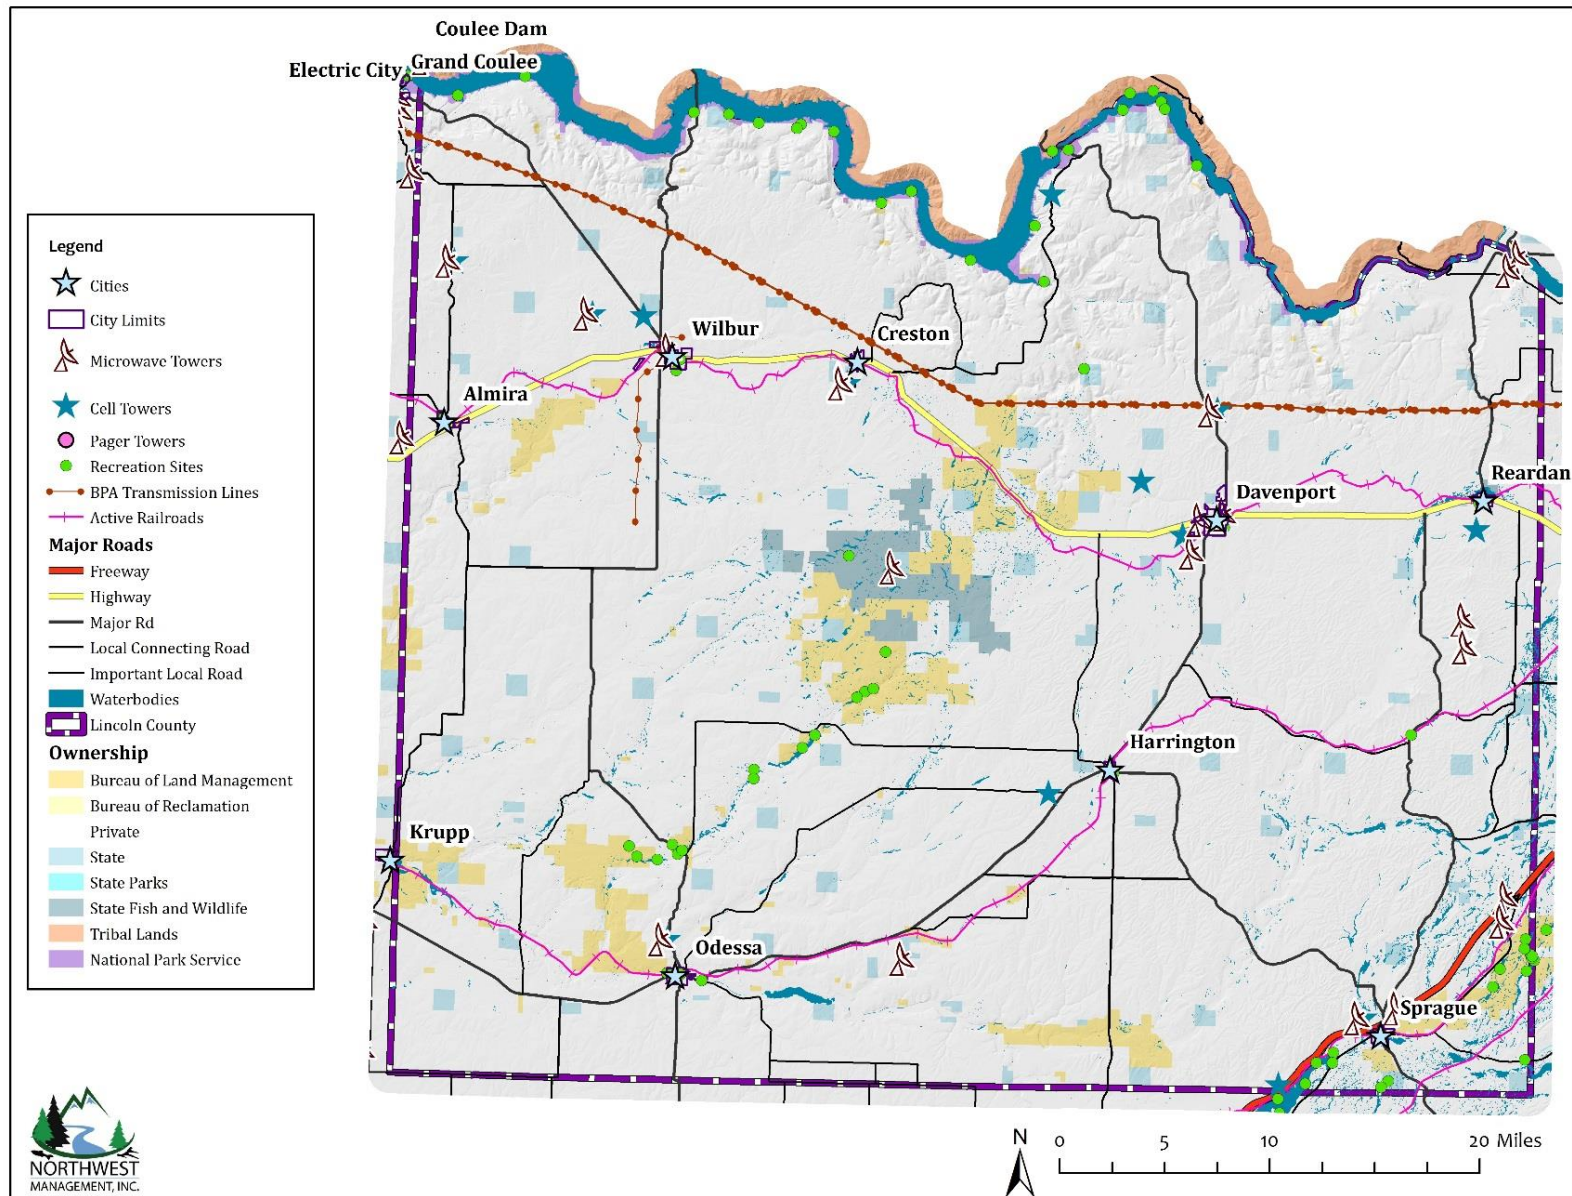 Coulee Dam
Grand Coulee
Electric City
Legend
Cities
City Limits
Microwave Towers
Cell Towers
Pager Towers
Recreation Sites
BPA Transmission Lines
Active Railroads
Major Roads
Freeway
Highway
Major Rd
Local Connecting Road
Important Local Road
Waterbodies
Lincoln County
Ownership
Bureau of Land Management
Bureau of Reclamation
Private
State
State Parks
State Fish and Wildlife
Tribal Lands
National Park Service
Wilbur
Creston
Almira
Reardan
Davenport
Harrington
Krupp
Odessa
Sprague
NORTHWEST
MANAGEMENT, INC.
N
0 5 10 20 Miles